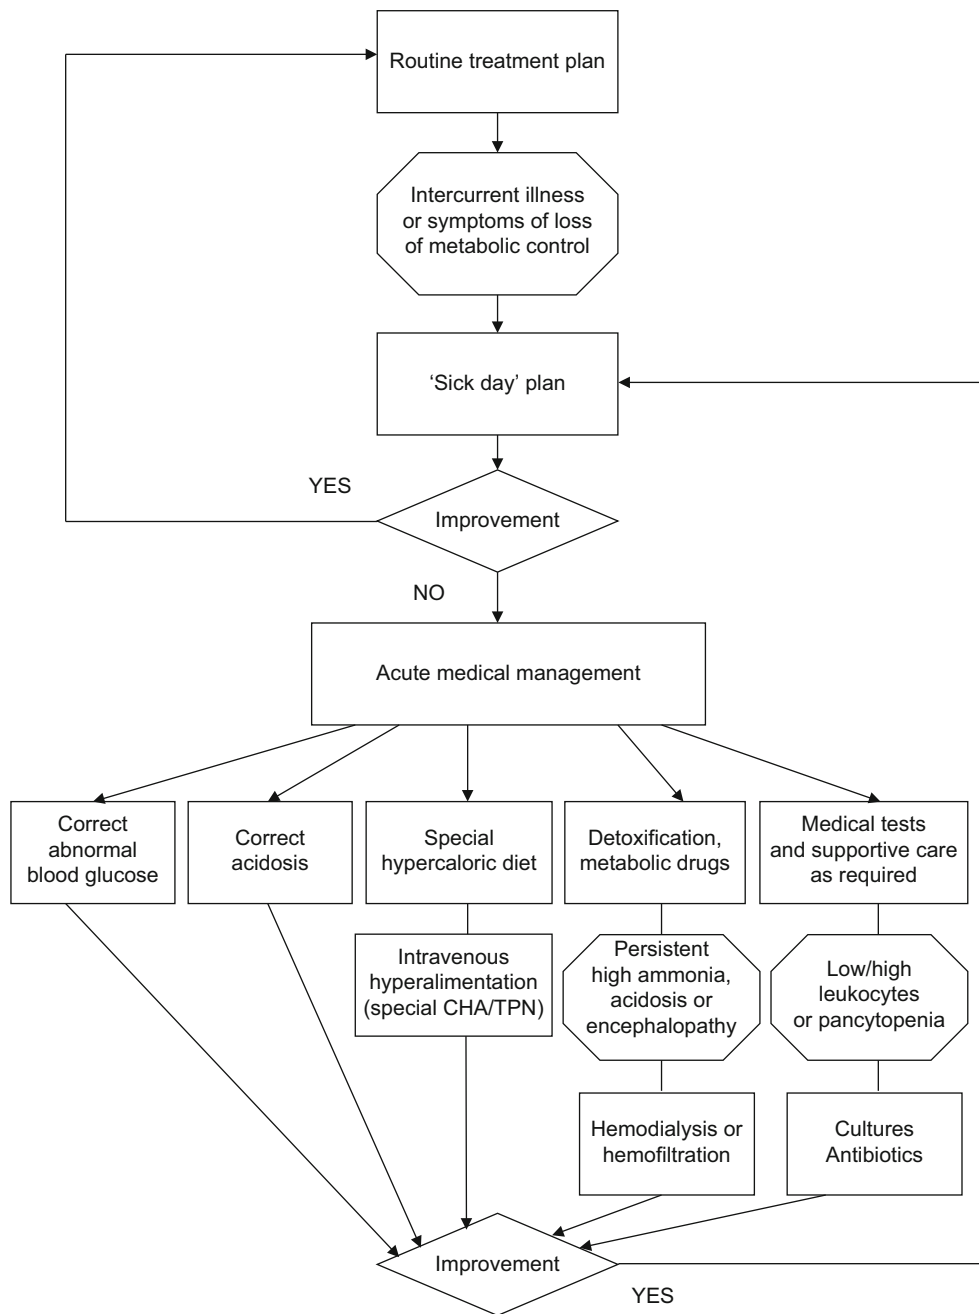 Routine treatment plan
Intercurrent illness
or symptoms of loss
of metabolic control
‘Sick day’ plan
YES
Improvement
NO
Acute medical management
Correct
abnormal
blood glucose
Correct
acidosis
Special
hypercaloric diet
Detoxification,
metabolic drugs
Medical tests
and supportive care
as required
Intravenous
hyperalimentation
(special CHA/TPN)
Persistent
high ammonia,
acidosis or
encephalopathy
Low/high
leukocytes
or pancytopenia
Hemodialysis or
hemofiltration
Cultures
Antibiotics
Improvement
YES